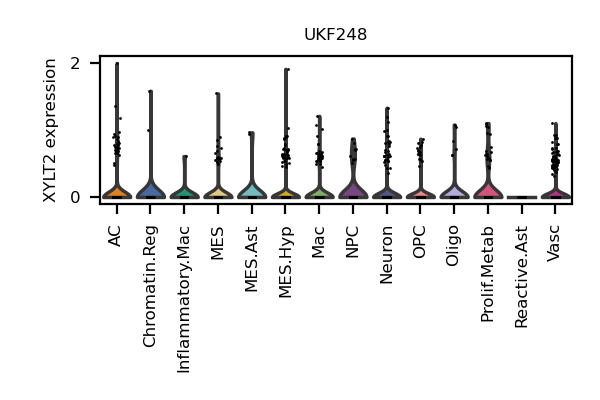 UKF248
XYLT2 expression
2
0
AC
Chromatin.Reg
Inflammatory.Mac
MES
MES.Ast
MES.Hyp
Mac
NPC
Neuron
OPC
Oligo
Prolif.Metab
Reactive.Ast
Vasc